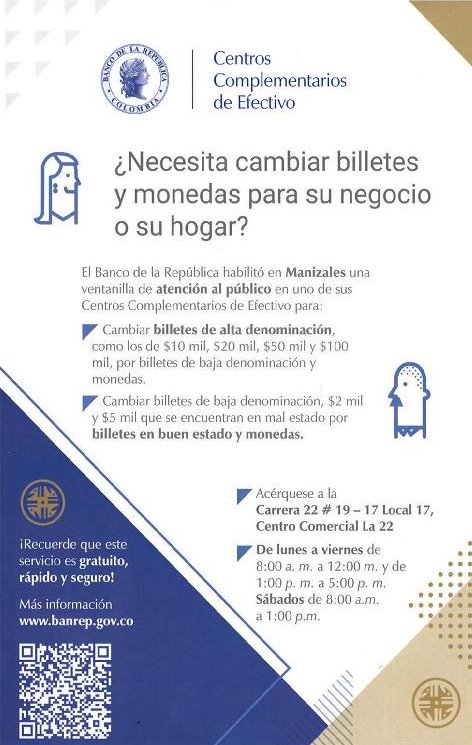 BANCO DE LA REPÚBLICA
COLOMBIA
Centros
Complementarios
de Efectivo
¿Necesita cambiar billetes
y monedas para su negocio
o su hogar?
El Banco de la República habilitó en Manizales una
ventanilla de atención al público en uno de sus
Centros Complementarios de Efectivo para:
Cambiar billetes de alta denominación,
como los de $10 mil, $20 mil, $50 mil y $100
mil, por billetes de baja denominación y
monedas.
Cambiar billetes de baja denominación, $2 mil
y $5 mil que se encuentran en mal estado por
billetes en buen estado y monedas.
Acérquese a la
Carrera 22 # 19 – 17 Local 17,
Centro Comercial La 22
De lunes a viernes de
8:00 a. m. a 12:00 m. y de
1:00 p. m. a 5:00 p. m.
Sábados de 8:00 a.m.
a 1:00 p.m.
¡Recuerde que este
servicio es gratuito,
rápido y seguro!
Más información
www.banrep.gov.co